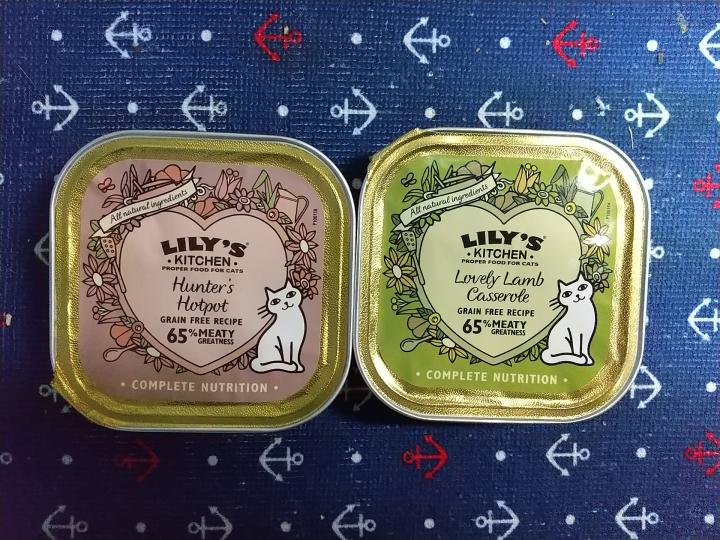 All natural ingredients
LILY'S
• KITCHEN •
PROPER FOOD FOR CATS
Hunter's
Hotpot
GRAIN FREE RECIPE
65% MEATY
GREATNESS
• COMPLETE NUTRITION •
All natural ingredients
LILY'S
• KITCHEN •
PROPER FOOD FOR CATS
Lovely Lamb
Casserole
GRAIN FREE RECIPE
65% MEATY
GREATNESS
• COMPLETE NUTRITION •